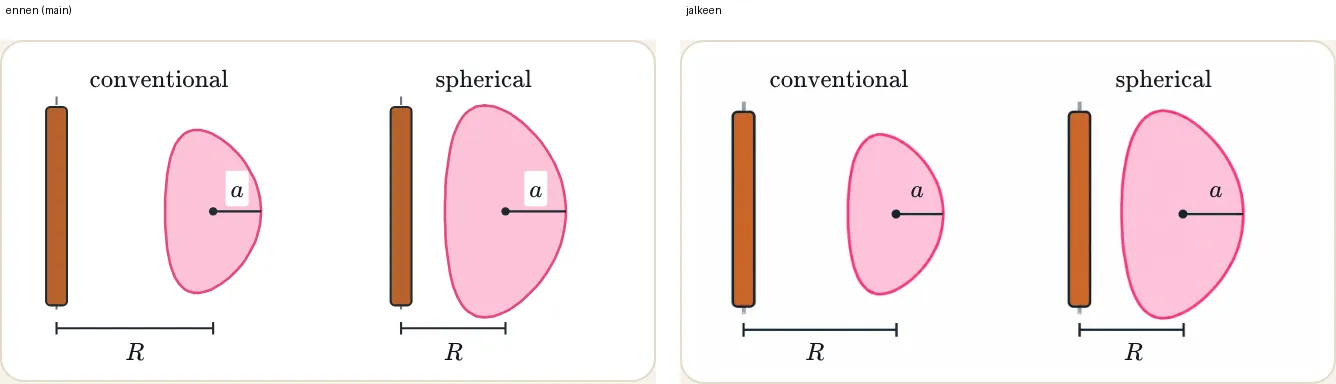 ennen (main)
jalkeen
conventional
spherical
a
a
R
R
conventional
spherical
a
a
R
R